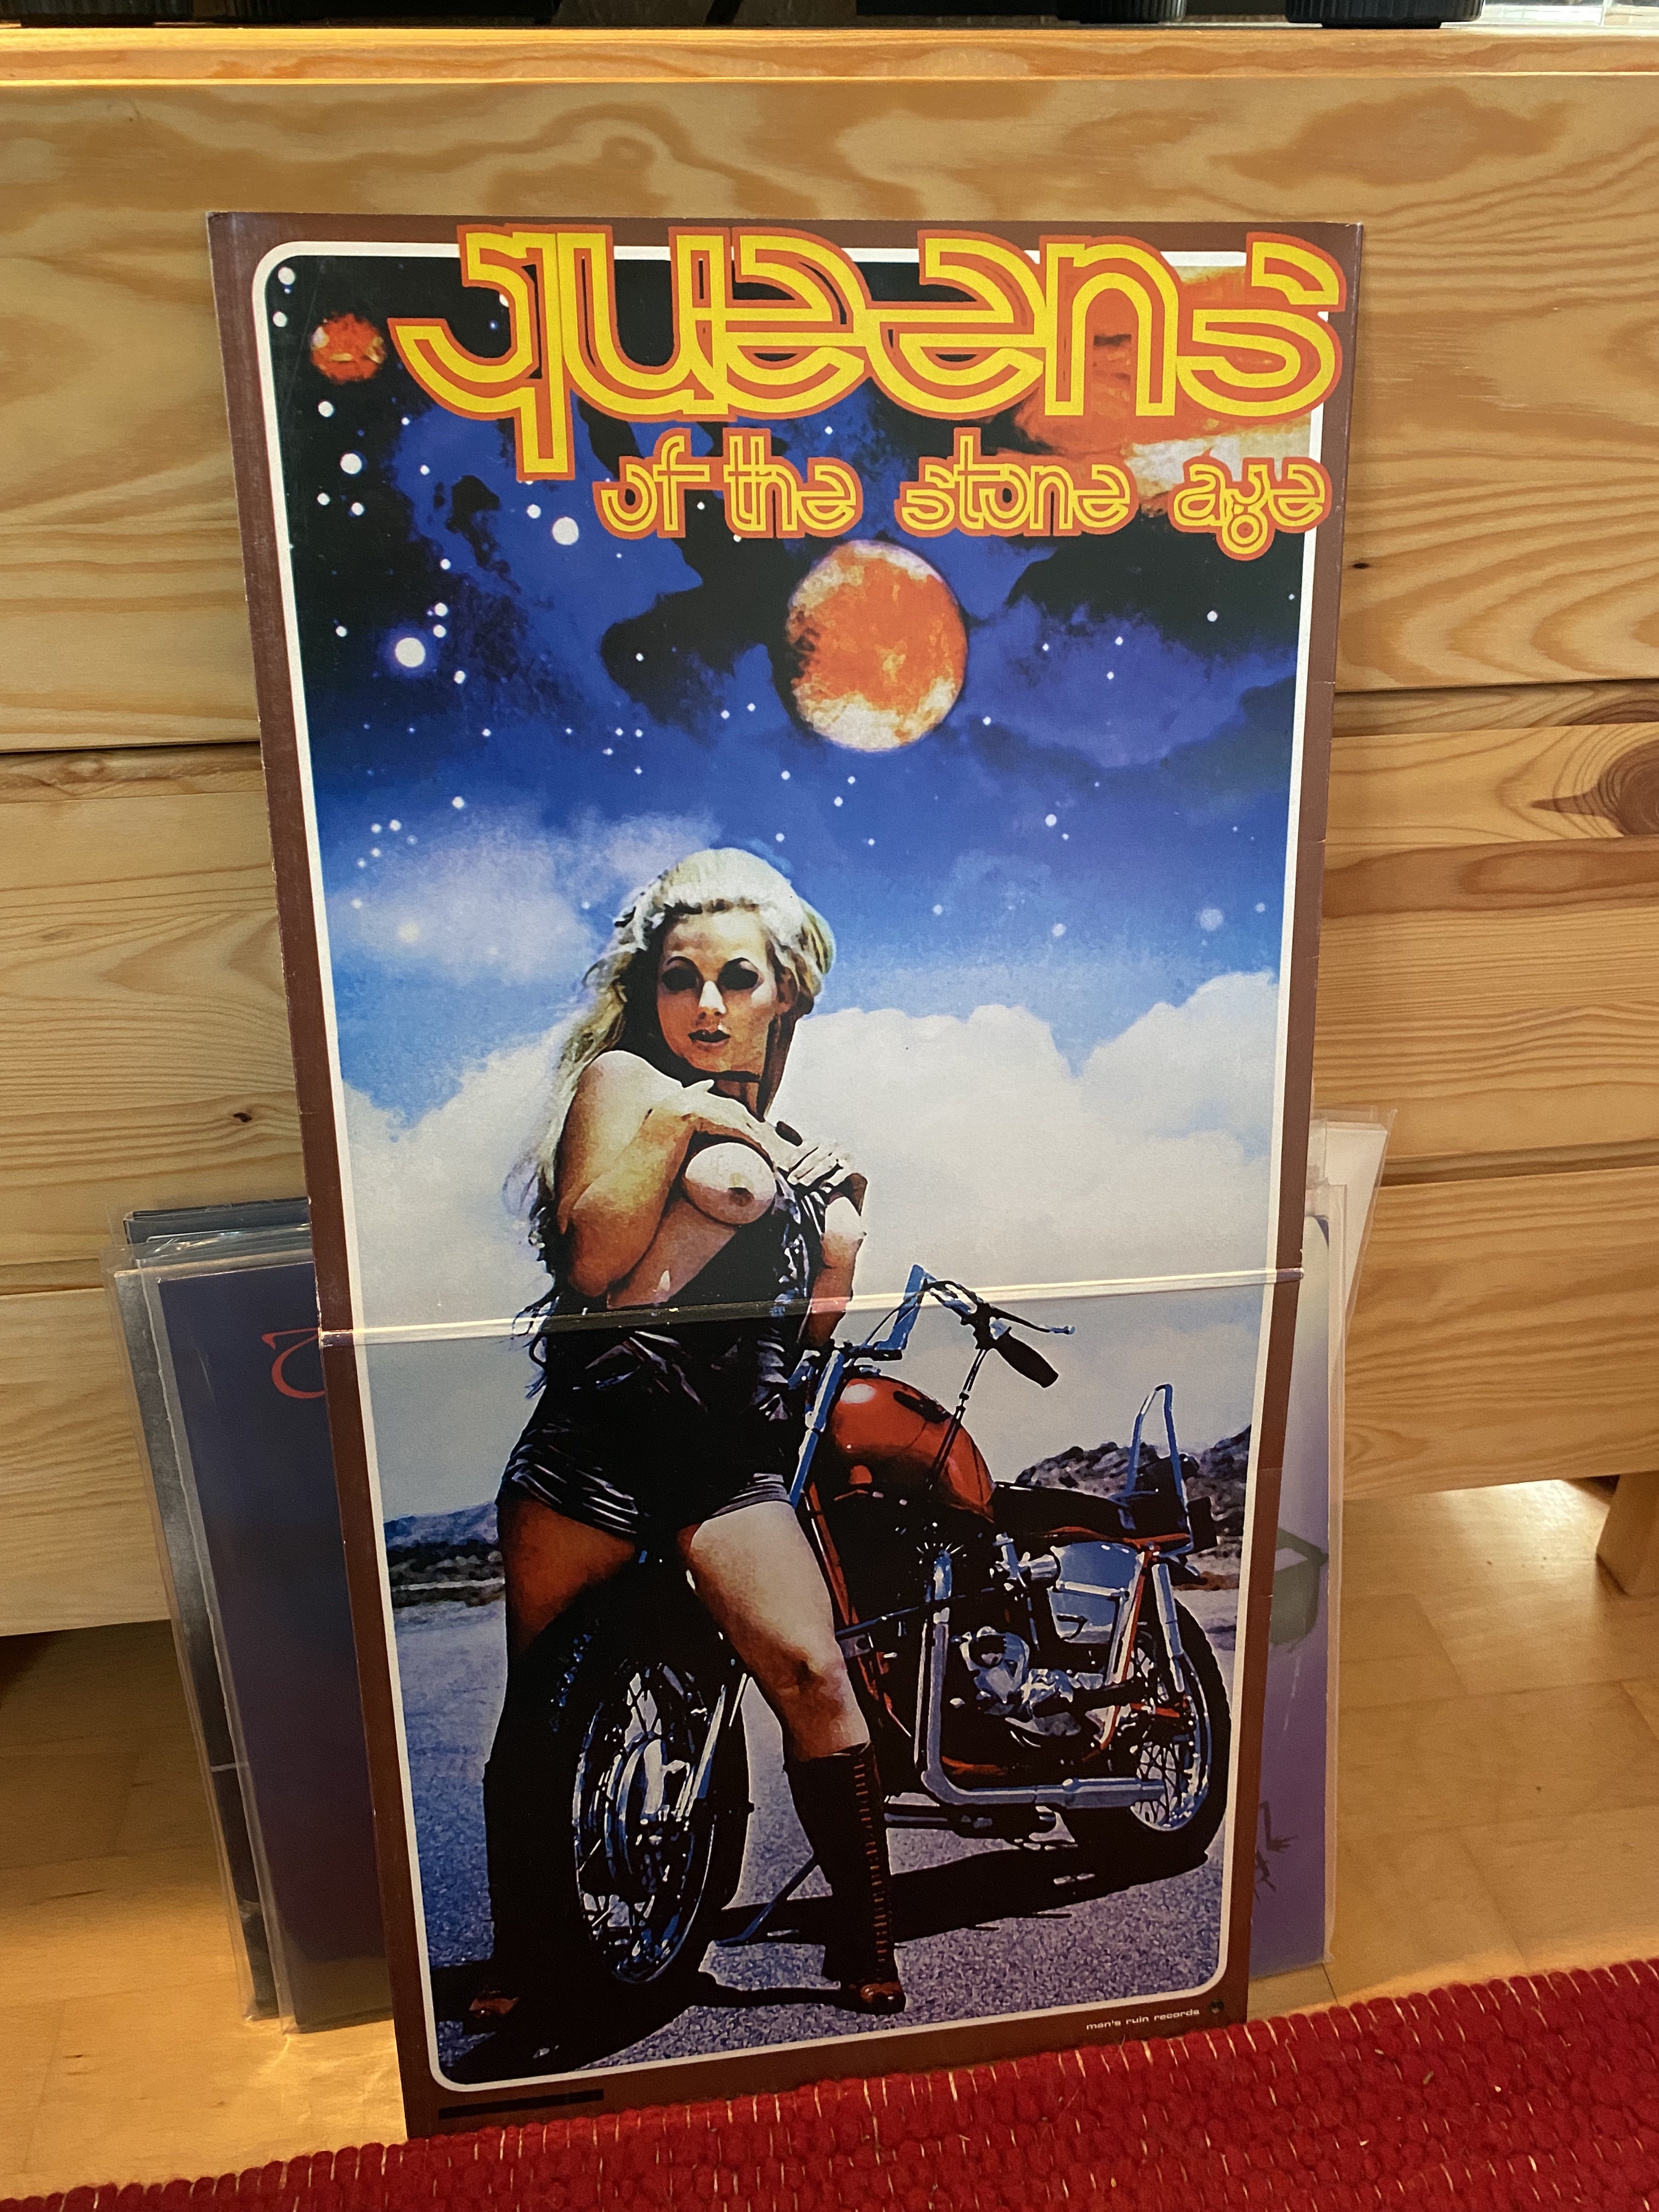 queens
of the stone age
man's ruin records